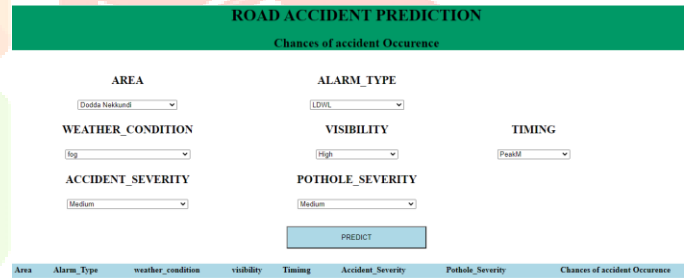 ROAD ACCIDENT PREDICTION
Chances of accident Occurence
AREA ALARM_TYPE
Dodda Nekkundi LDWL
WEATHER_CONDITION VISIBILITY TIMING
fog High PeakM
ACCIDENT_SEVERITY POTHOLE_SEVERITY
Medium Medium
PREDICT
Area Alarm_Type weather_condition visibility Timimg Accident_Severity Pothole_Severity Chances of accident Occurence